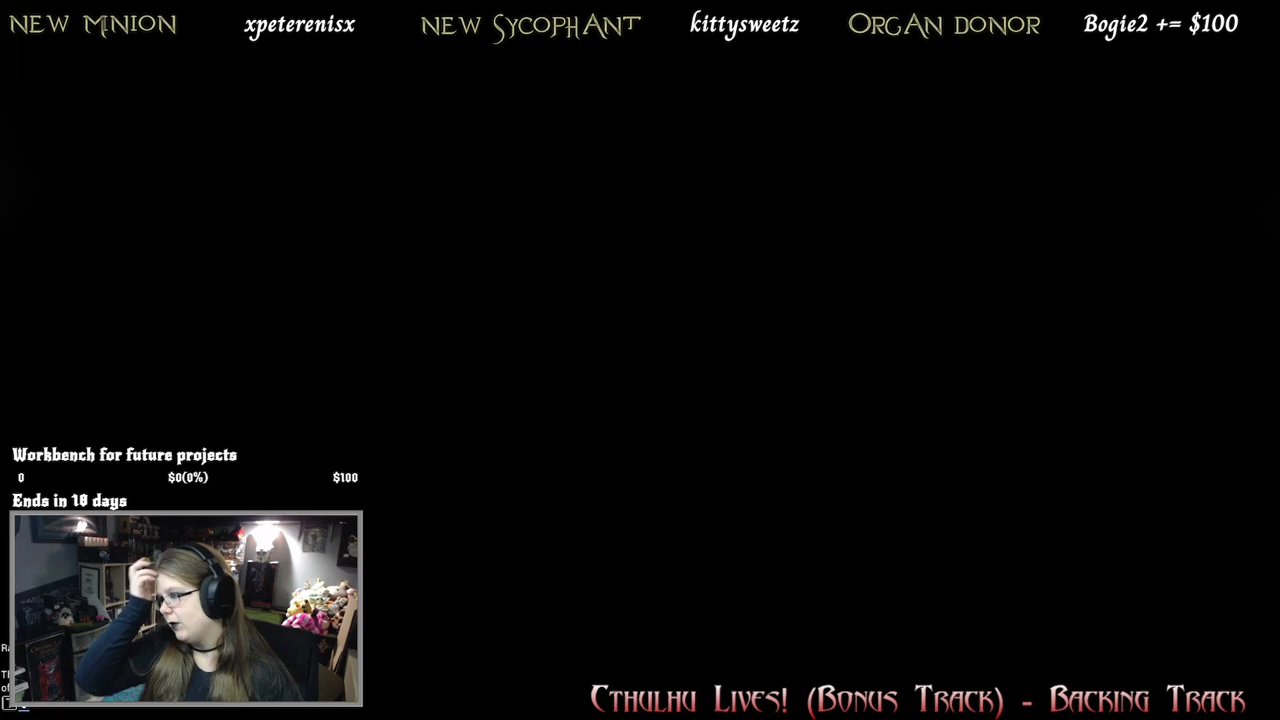 NEW MINION xpeterenisx NEW SYCOPHANT kittysweetz ORGAN DONOR Bogie2 += $100
Workbench for future projects
0 $0(0%) $100
Ends in 10 days
Cthulhu Lives! (Bonus Track) - Backing Track